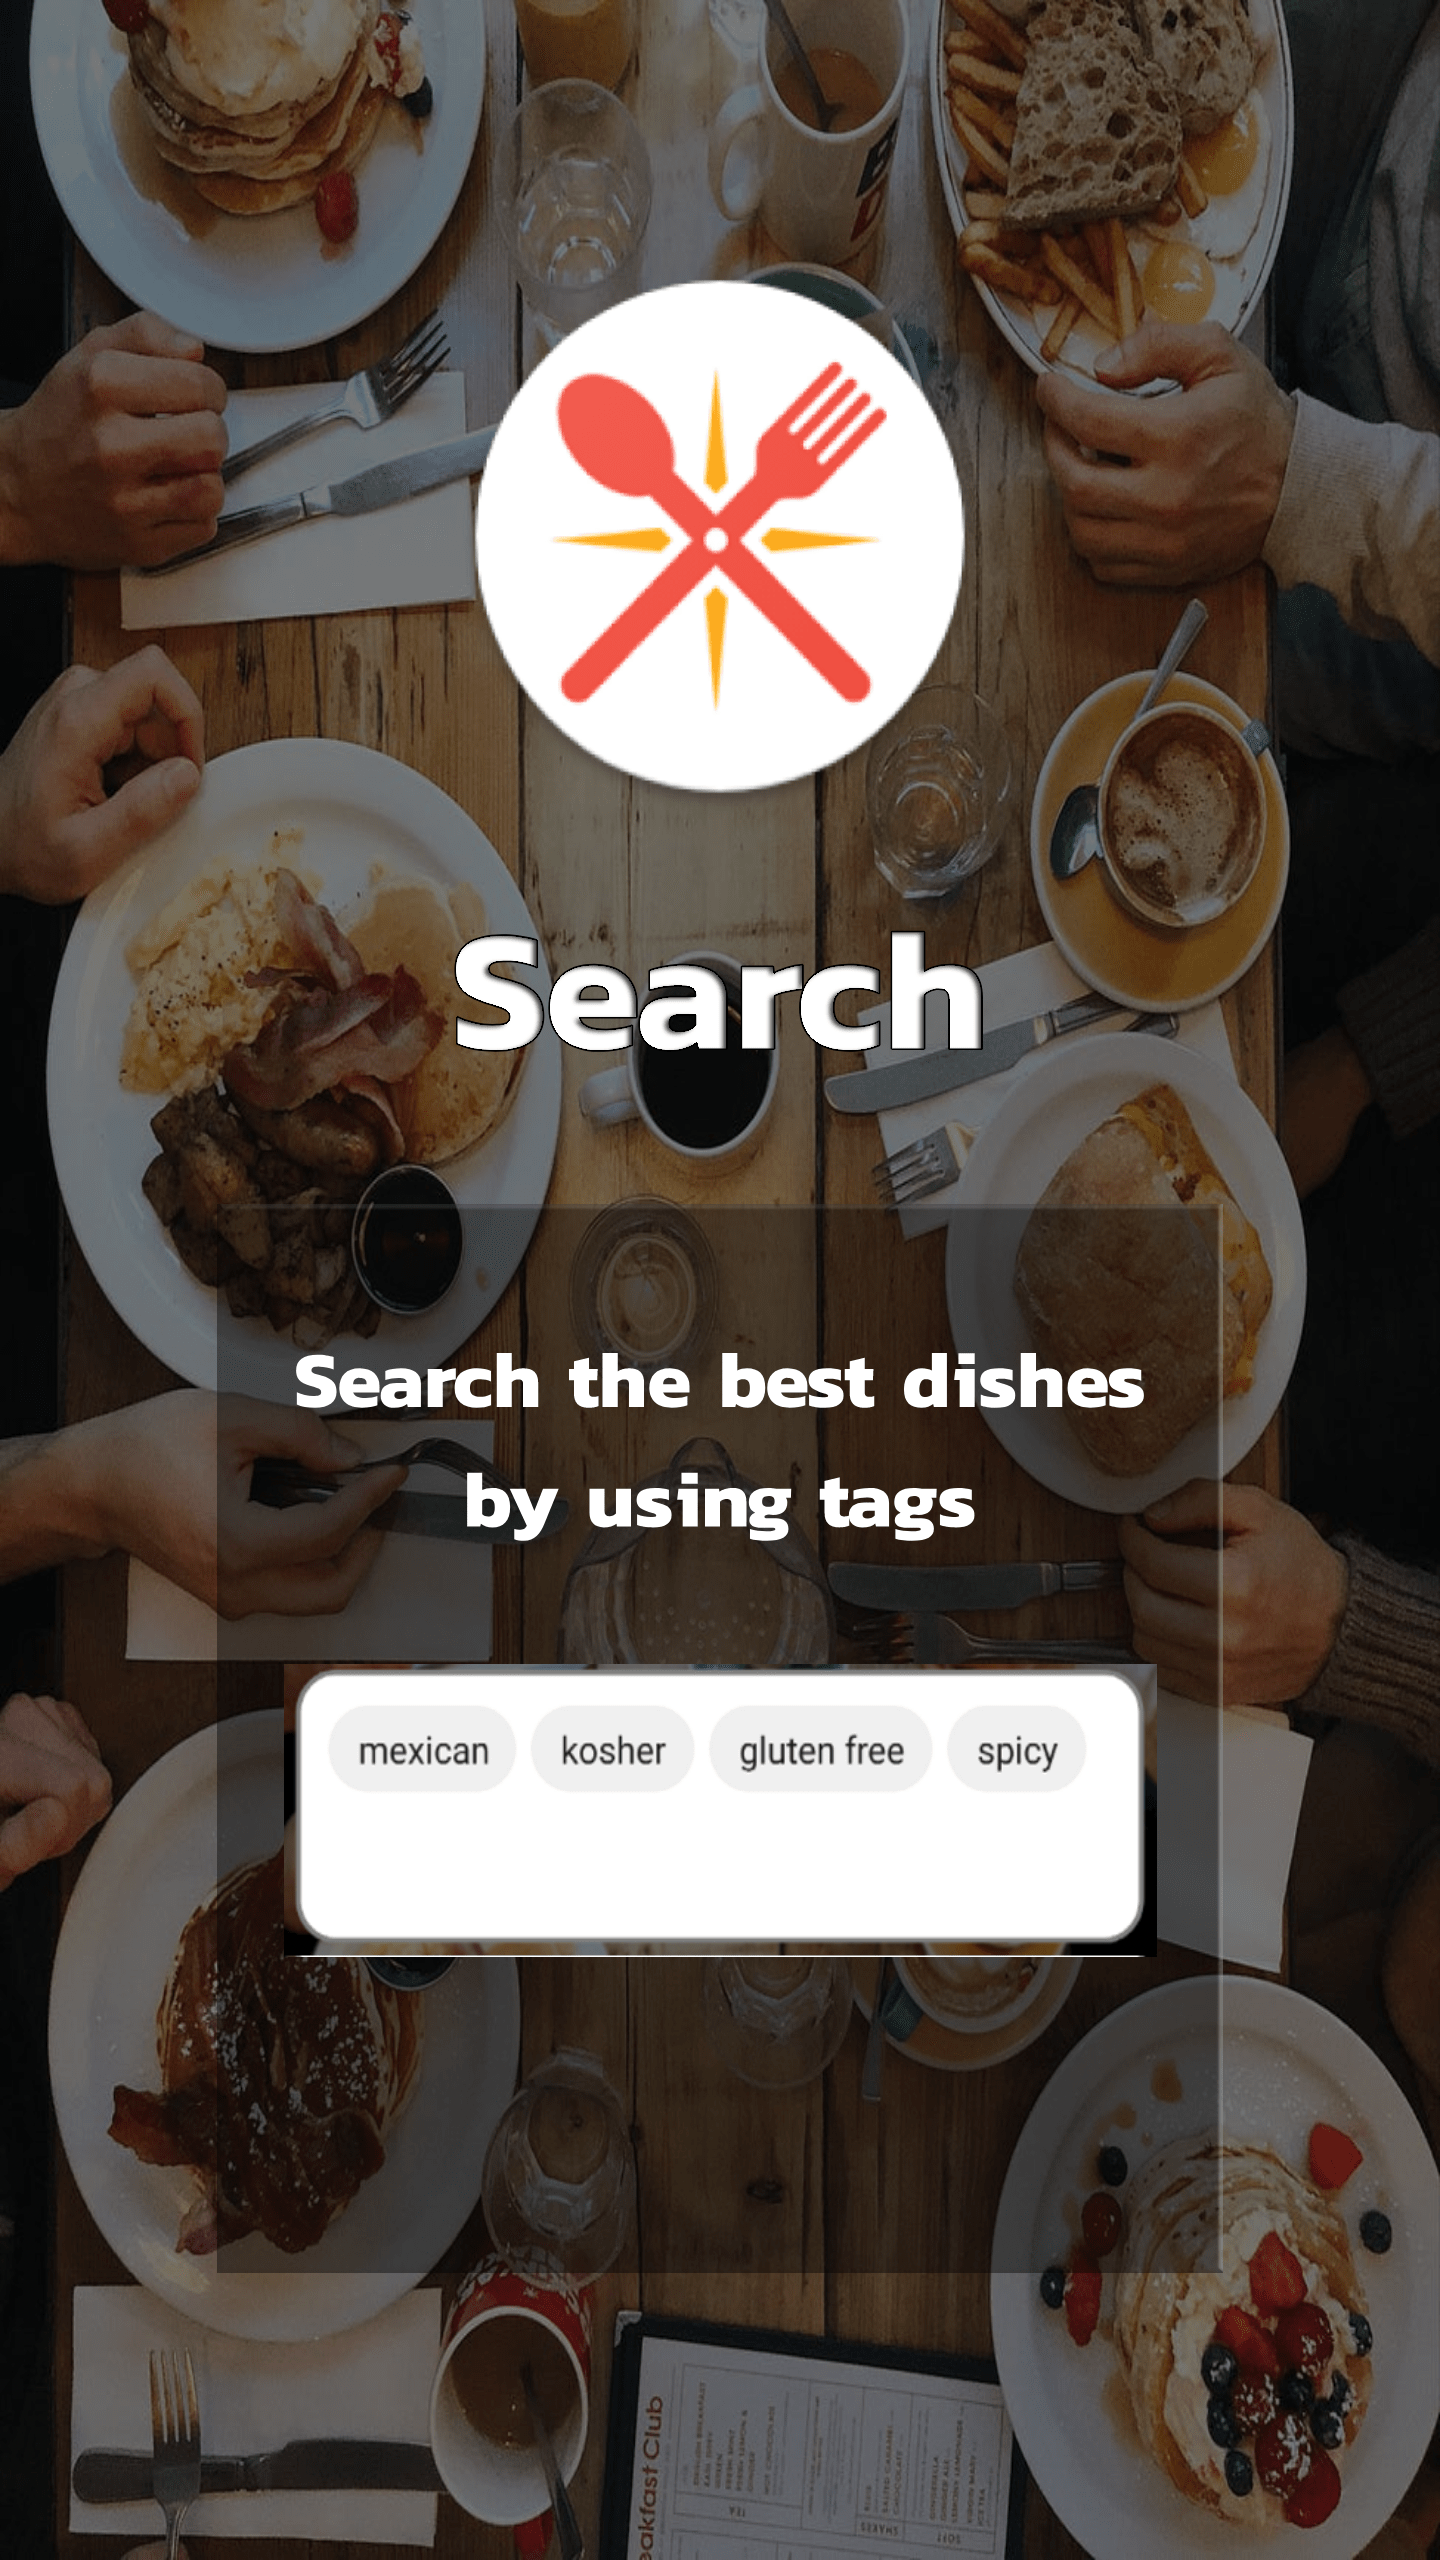 Search
Search the best dishes
by using tags
mexican kosher gluten free spicy
eakfast Club